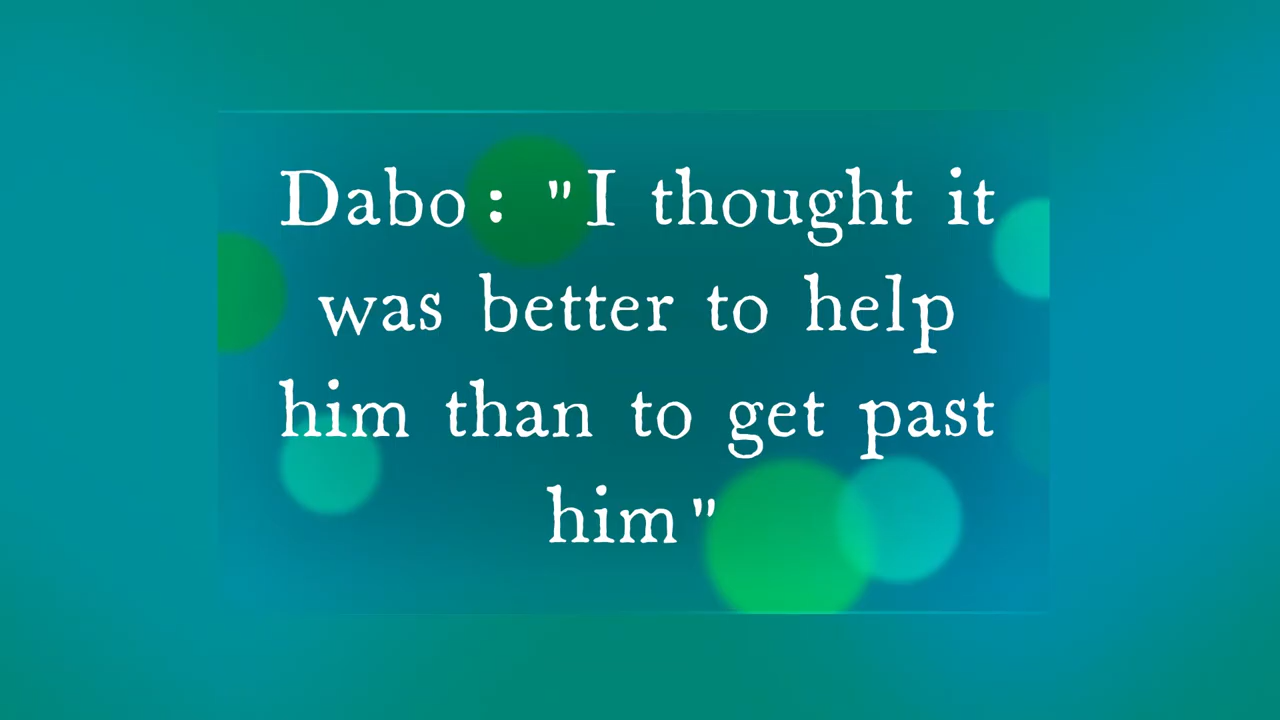 Dabo: "I thought it
was better to help
him than to get past
him"